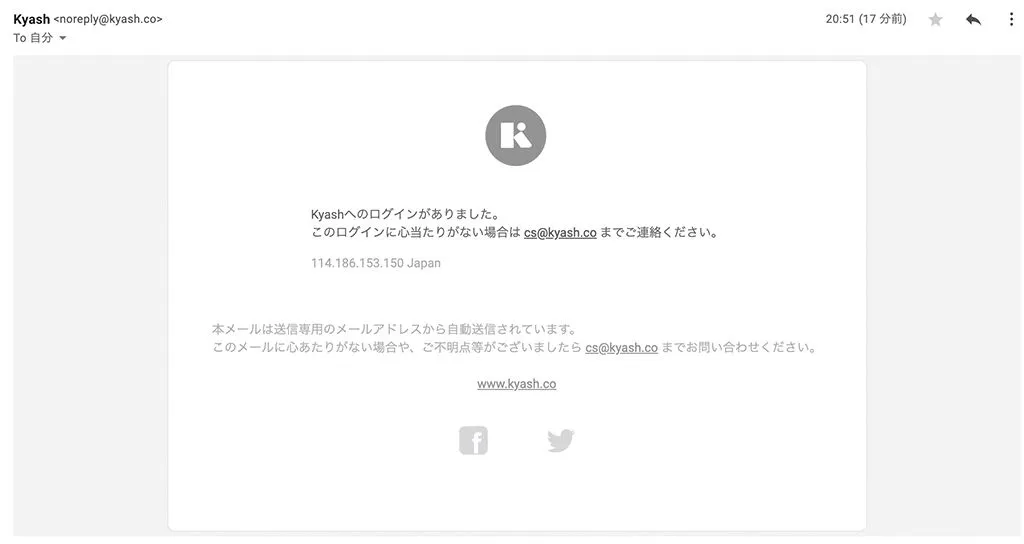 Kyash <noreply@kyash.co>
20:51 (17 分前)
To 自分
Kyashへのログインがありました。
このログインに心当たりがない場合は cs@kyash.co までご連絡ください。
114.186.153.150 Japan
本メールは送信専用のメールアドレスから自動送信されています。
このメールに心あたりがない場合や、ご不明点等がございましたら cs@kyash.co までお問い合わせください。
www.kyash.co